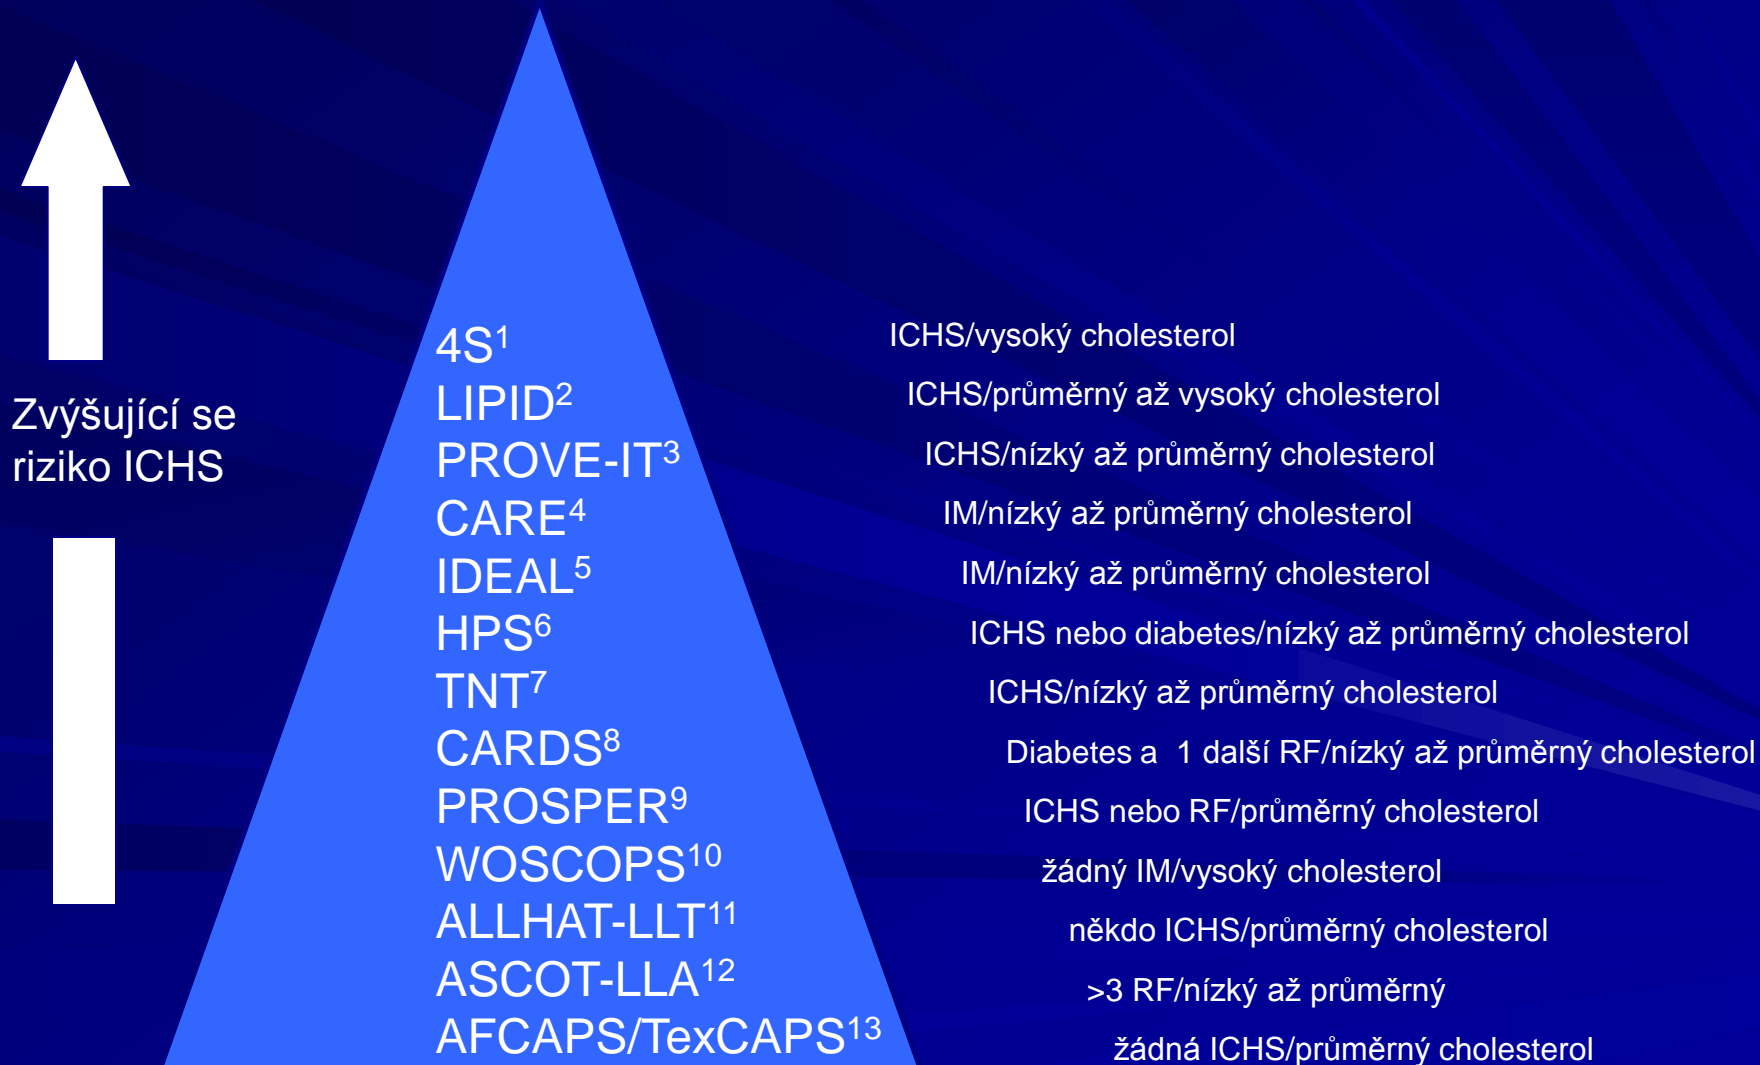 4S1
ICHS/vysoký cholesterol
LIPID2
ICHS/průměrný až vysoký cholesterol
Zvýšující se
riziko ICHS
PROVE-IT3
ICHS/nízký až průměrný cholesterol
CARE4
IM/nízký až průměrný cholesterol
IDEAL5
IM/nízký až průměrný cholesterol
HPS6
ICHS nebo diabetes/nízký až průměrný cholesterol
TNT7
ICHS/nízký až průměrný cholesterol
CARDS8
Diabetes a 1 další RF/nízký až průměrný cholesterol
PROSPER9
ICHS nebo RF/průměrný cholesterol
WOSCOPS10
žádný IM/vysoký cholesterol
ALLHAT-LLT11
někdo ICHS/průměrný cholesterol
ASCOT-LLA12
>3 RF/nízký až průměrný
AFCAPS/TexCAPS13
žádná ICHS/průměrný cholesterol